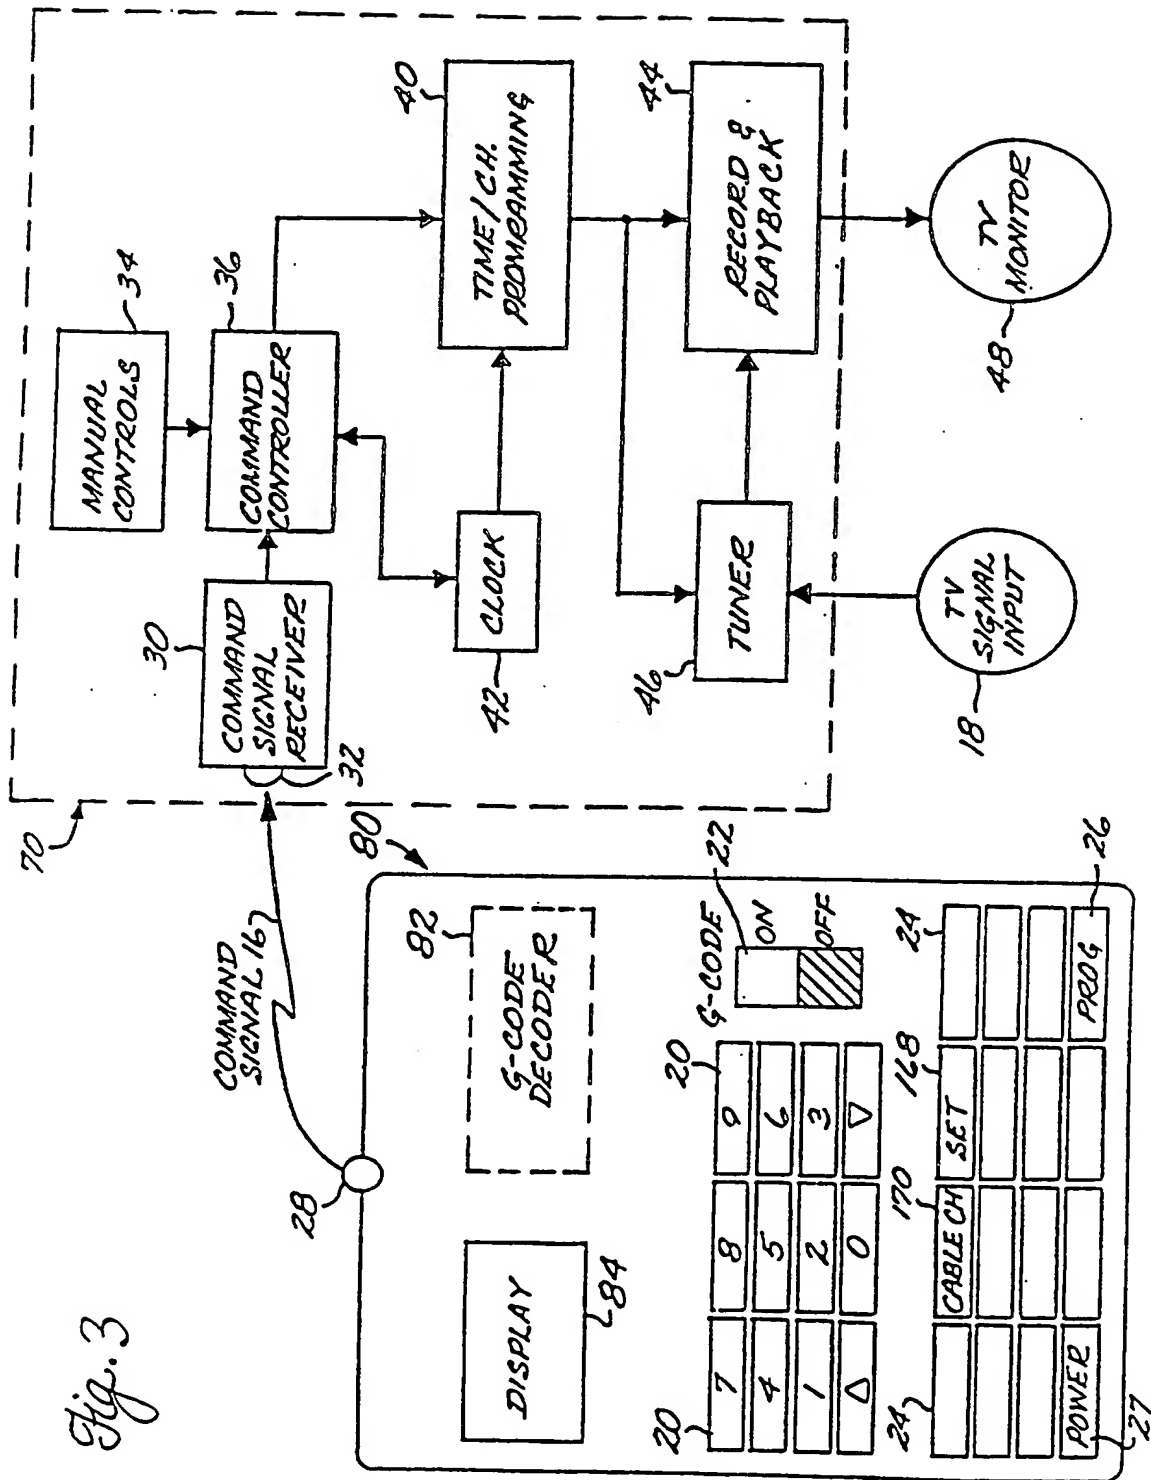 Fig. 3
70
MANUAL
CONTROLS
34
30
COMMAND
SIGNAL
RECEIVER
32
COMMAND
CONTROLLER
36
TIME/CH.
PROMRAMMING
40
CLOCK
42
TUNER
46
RECORD &
PLAYBACK
44
TV
SIGNAL
INPUT
18
TV
MONITOR
48
COMMAND
SIGNAL 16
28
80
DISPLAY
84
82
G-CODE
DECODER
G-CODE
22
ON
OFF
20
20
7 8 9
4 5 6
1 2 3
△ 0 ▽
24
170
168
24
CABLE CH
SET
POWER
PROG
27
26